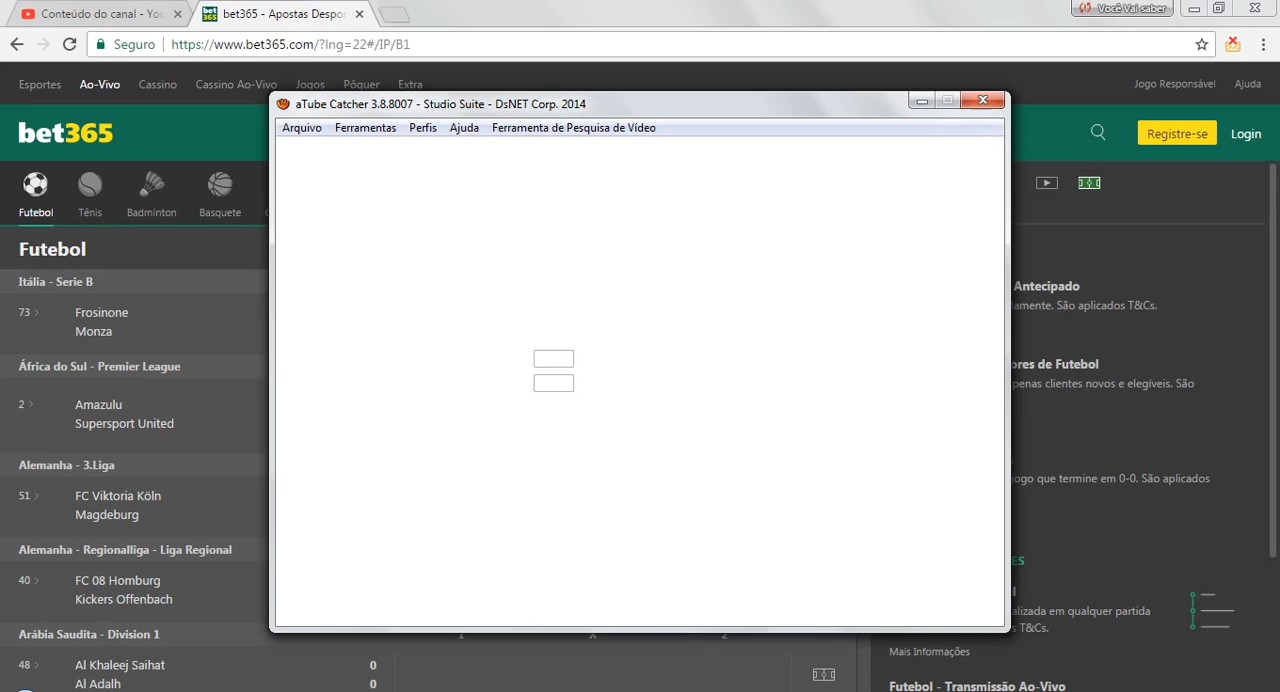 Conteúdo do canal - You
bet365 - Apostas Despor
Você Vai saber
Seguro
https://www.bet365.com/?lng=22#/IP/B1
Esportes Ao-Vivo Cassino Cassino Ao-Vivo Jogos Pôquer Extra
Jogo Responsável Ajuda
aTube Catcher 3.8.8007 - Studio Suite - DsNET Corp. 2014
Arquivo Ferramentas Perfis Ajuda Ferramenta de Pesquisa de Vídeo
bet365
Registre-se Login
Futebol Tênis Badminton Basquete
Futebol
Itália - Serie B
73 Frosinone
Monza
África do Sul - Premier League
2 Amazulu
Supersport United
Alemanha - 3.Liga
51 FC Viktoria Köln
Magdeburg
Alemanha - Regionalliga - Liga Regional
40 FC 08 Homburg
Kickers Offenbach
Arábia Saudita - Division 1
1 X 2
48 Al Khaleej Saihat 0
Al Adalh 0
Antecipado
lamente. São aplicados T&Cs.
ores de Futebol
penas clientes novos e elegíveis. São
jogo que termine em 0-0. São aplicados
ES
l
alizada em qualquer partida
s T&Cs.
Mais Informações
Futebol - Transmissão Ao-Vivo